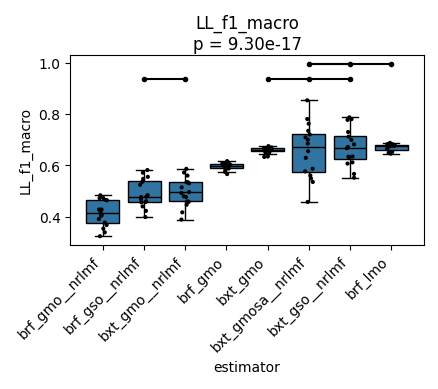 LL_f1_macro
p = 9.30e-17
LL_f1_macro
1.0
0.8
0.6
0.4
brf_gmo__nrlmf
brf_gso__nrlmf
bxt_gmo__nrlmf
brf_gmo
bxt_gmo
bxt_gmosa__nrlmf
bxt_gso__nrlmf
brf_lmo
estimator